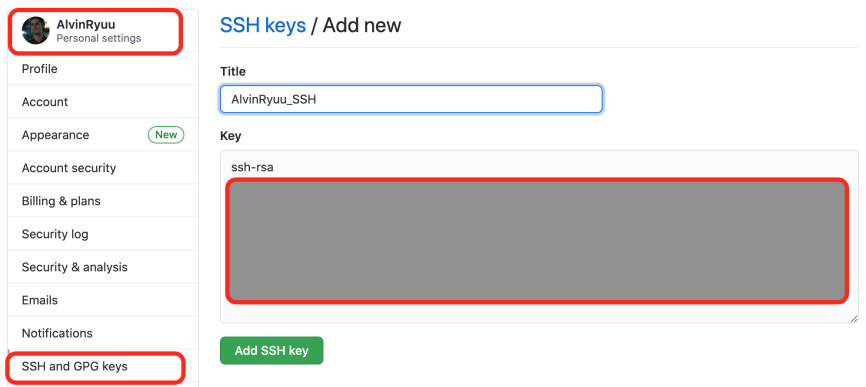 AlvinRyuu
Personal settings
Profile
Account
Appearance New
Account security
Billing & plans
Security log
Security & analysis
Emails
Notifications
SSH and GPG keys
SSH keys / Add new
Title
AlvinRyuu_SSH
Key
ssh-rsa
Add SSH key